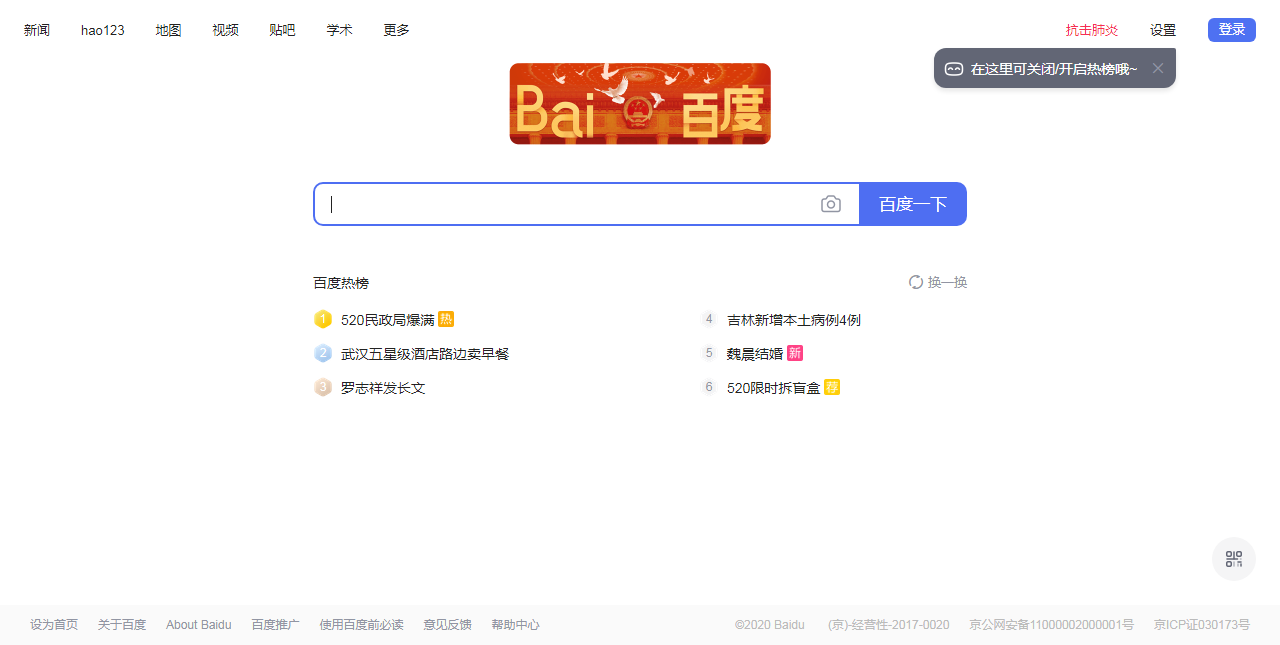 新闻 hao123 地图 视频 贴吧 学术 更多 抗击肺炎 设置 登录
在这里可关闭/开启热榜哦~
Bai 百度
百度一下
百度热榜 换一换
1 520民政局爆满 热
2 武汉五星级酒店路边卖早餐
3 罗志祥发长文
4 吉林新增本土病例4例
5 魏晨结婚 新
6 520限时拆盲盒 荐
设为首页 关于百度 About Baidu 百度推广 使用百度前必读 意见反馈 帮助中心 ©2020 Baidu (京)-经营性-2017-0020 京公网安备11000002000001号 京ICP证030173号